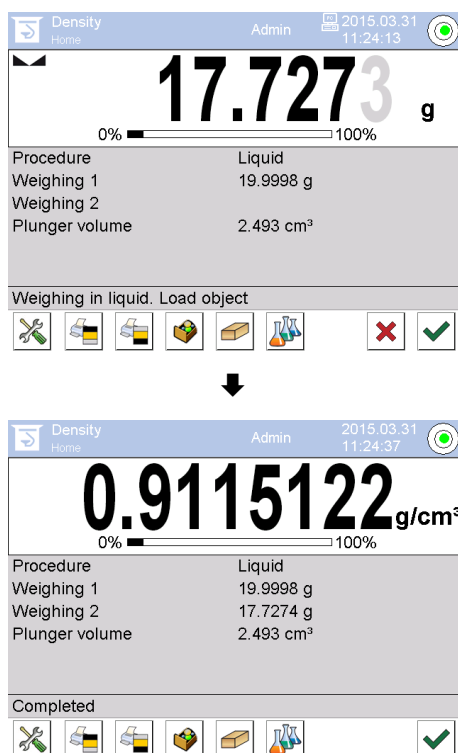 Density
Home
Admin
2015.03.31
11:24:13
17.7273 g
0% 100%
Procedure Liquid
Weighing 1 19.9998 g
Weighing 2
Plunger volume 2.493 cm³
Weighing in liquid. Load object
Density
Home
Admin
2015.03.31
11:24:37
0.9115122 g/cm³
0% 100%
Procedure Liquid
Weighing 1 19.9998 g
Weighing 2 17.7274 g
Plunger volume 2.493 cm³
Completed